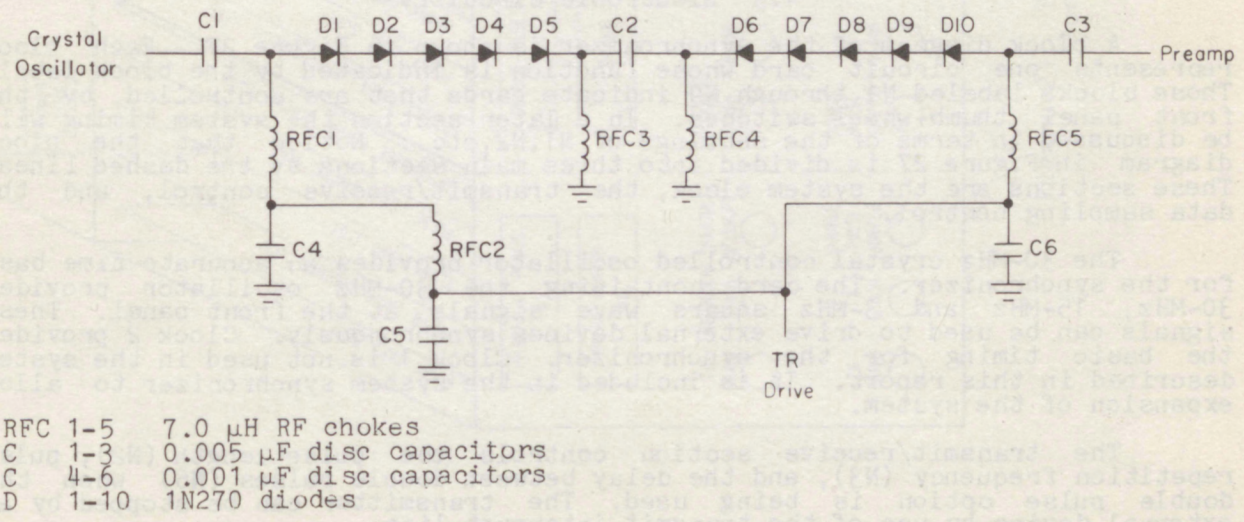 C1 D1 D2 D3 D4 D5 C2 D6 D7 D8 D9 D10 C3
Crystal
Oscillator
Preamp
RFC1 RFC3 RFC4 RFC5
C4 RFC2 C6
C5
TR
Drive
RFC 1-5 7.0 µH RF chokes
C 1-3 0.005 µF disc capacitors
C 4-6 0.001 µF disc capacitors
D 1-10 1N270 diodes